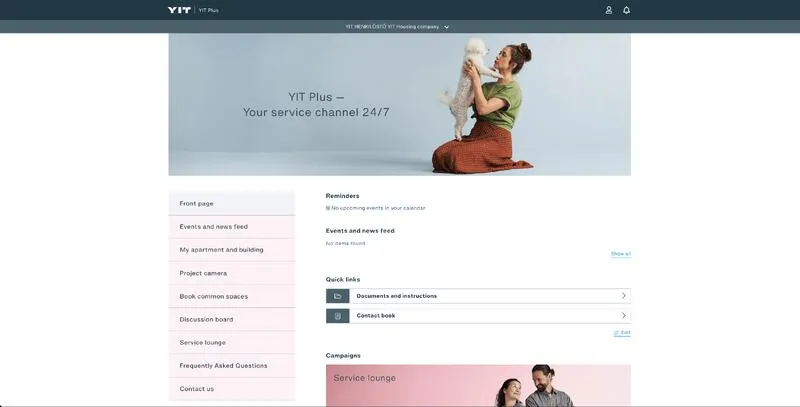 YIT
YIT Plus
YIT HENKILÖSTÖ YIT Housing company
YIT Plus –
Your service channel 24/7
Front page
Events and news feed
My apartment and building
Project camera
Book common spaces
Discussion board
Service lounge
Frequently Asked Questions
Contact us
Reminders
No upcoming events in your calendar
Events and news feed
No items found
Show all
Quick links
Documents and instructions
Contact book
Edit
Campaigns
Service lounge